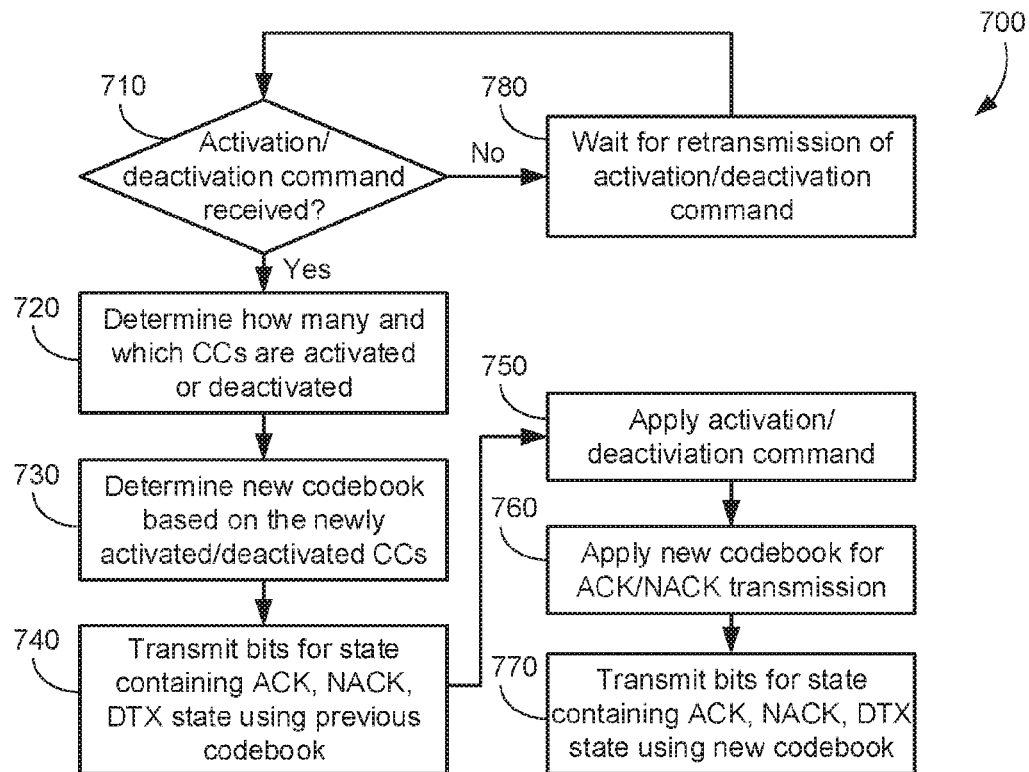 700
710
Activation/
deactivation command
received?
No
780
Wait for retransmission of
activation/deactivation
command
Yes
720
Determine how many and
which CCs are activated
or deactivated
730
Determine new codebook
based on the newly
activated/deactivated CCs
740
Transmit bits for state
containing ACK, NACK,
DTX state using previous
codebook
750
Apply activation/
deactiviation command
760
Apply new codebook for
ACK/NACK transmission
770
Transmit bits for state
containing ACK, NACK, DTX
state using new codebook